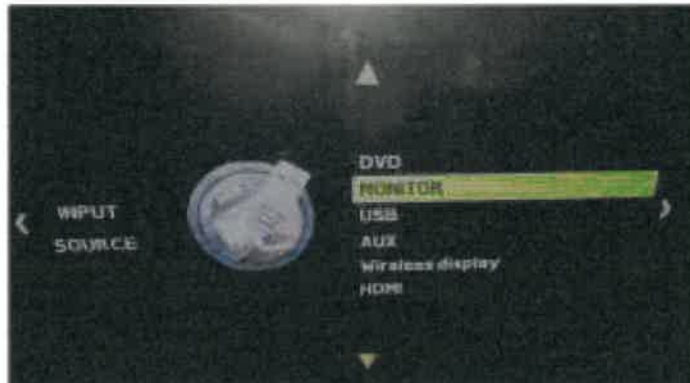 INPUT
SOURCE
DVD
MONITOR
USB
AUX
Wireless display
HDMI